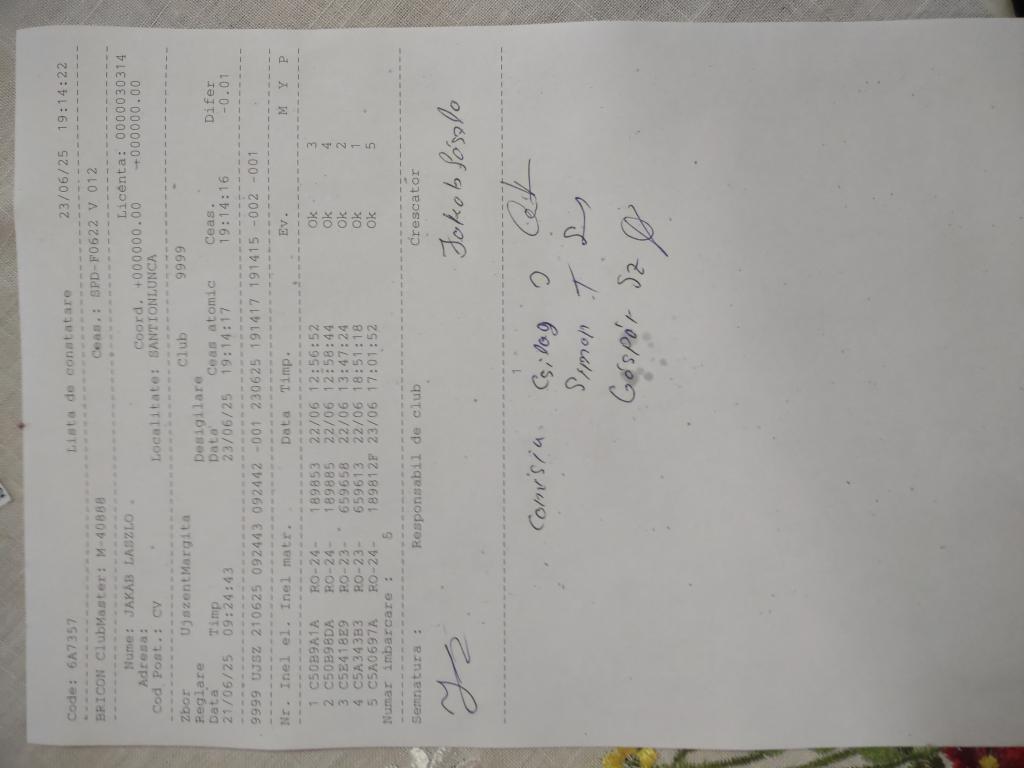 Code: 6A7357 Lista de constatare 23/06/25 19:14:22
BRICON ClubMaster: M-40888 Ceas.: SPD-F0622 V 012
Nume: JAKAB LASZLO Licenta: 0000030314
Adresa: Coord. +000000.00 -+000000.00
Cod Post.: CV Localitate: SANTIONLUNCA
Zbor UjszentMargita Club 9999
Reglare Desigilare
Data Timp Data Ceas atomic Ceas. Difer
21/06/25 09:24:43 23/06/25 19:14:17 19:14:16 -0.01
9999 UJSZ 210625 092443 092442 -001 230625 191417 191415 -002 -001
Nr. Inel el. Inel matr. Data Timp. Ev. M Y P
1 C50B9A1A RO-24- 189853 22/06 12:56:52 Ok 3
2 C50B98DA RO-24- 189885 22/06 12:58:44 Ok 4
3 C5E418E9 RO-23- 659658 22/06 13:47:24 Ok 2
4 C5A343B3 RO-23- 659613 22/06 18:51:18 Ok 1
5 C5A0697A RO-24- 189812F 23/06 17:01:52 Ok 5
Numar imbarcare : 5
Semnatura : Responsabil de club Crescator
Jakab László
1
Comisia. Csilag J
Simon T
Gáspár Sz